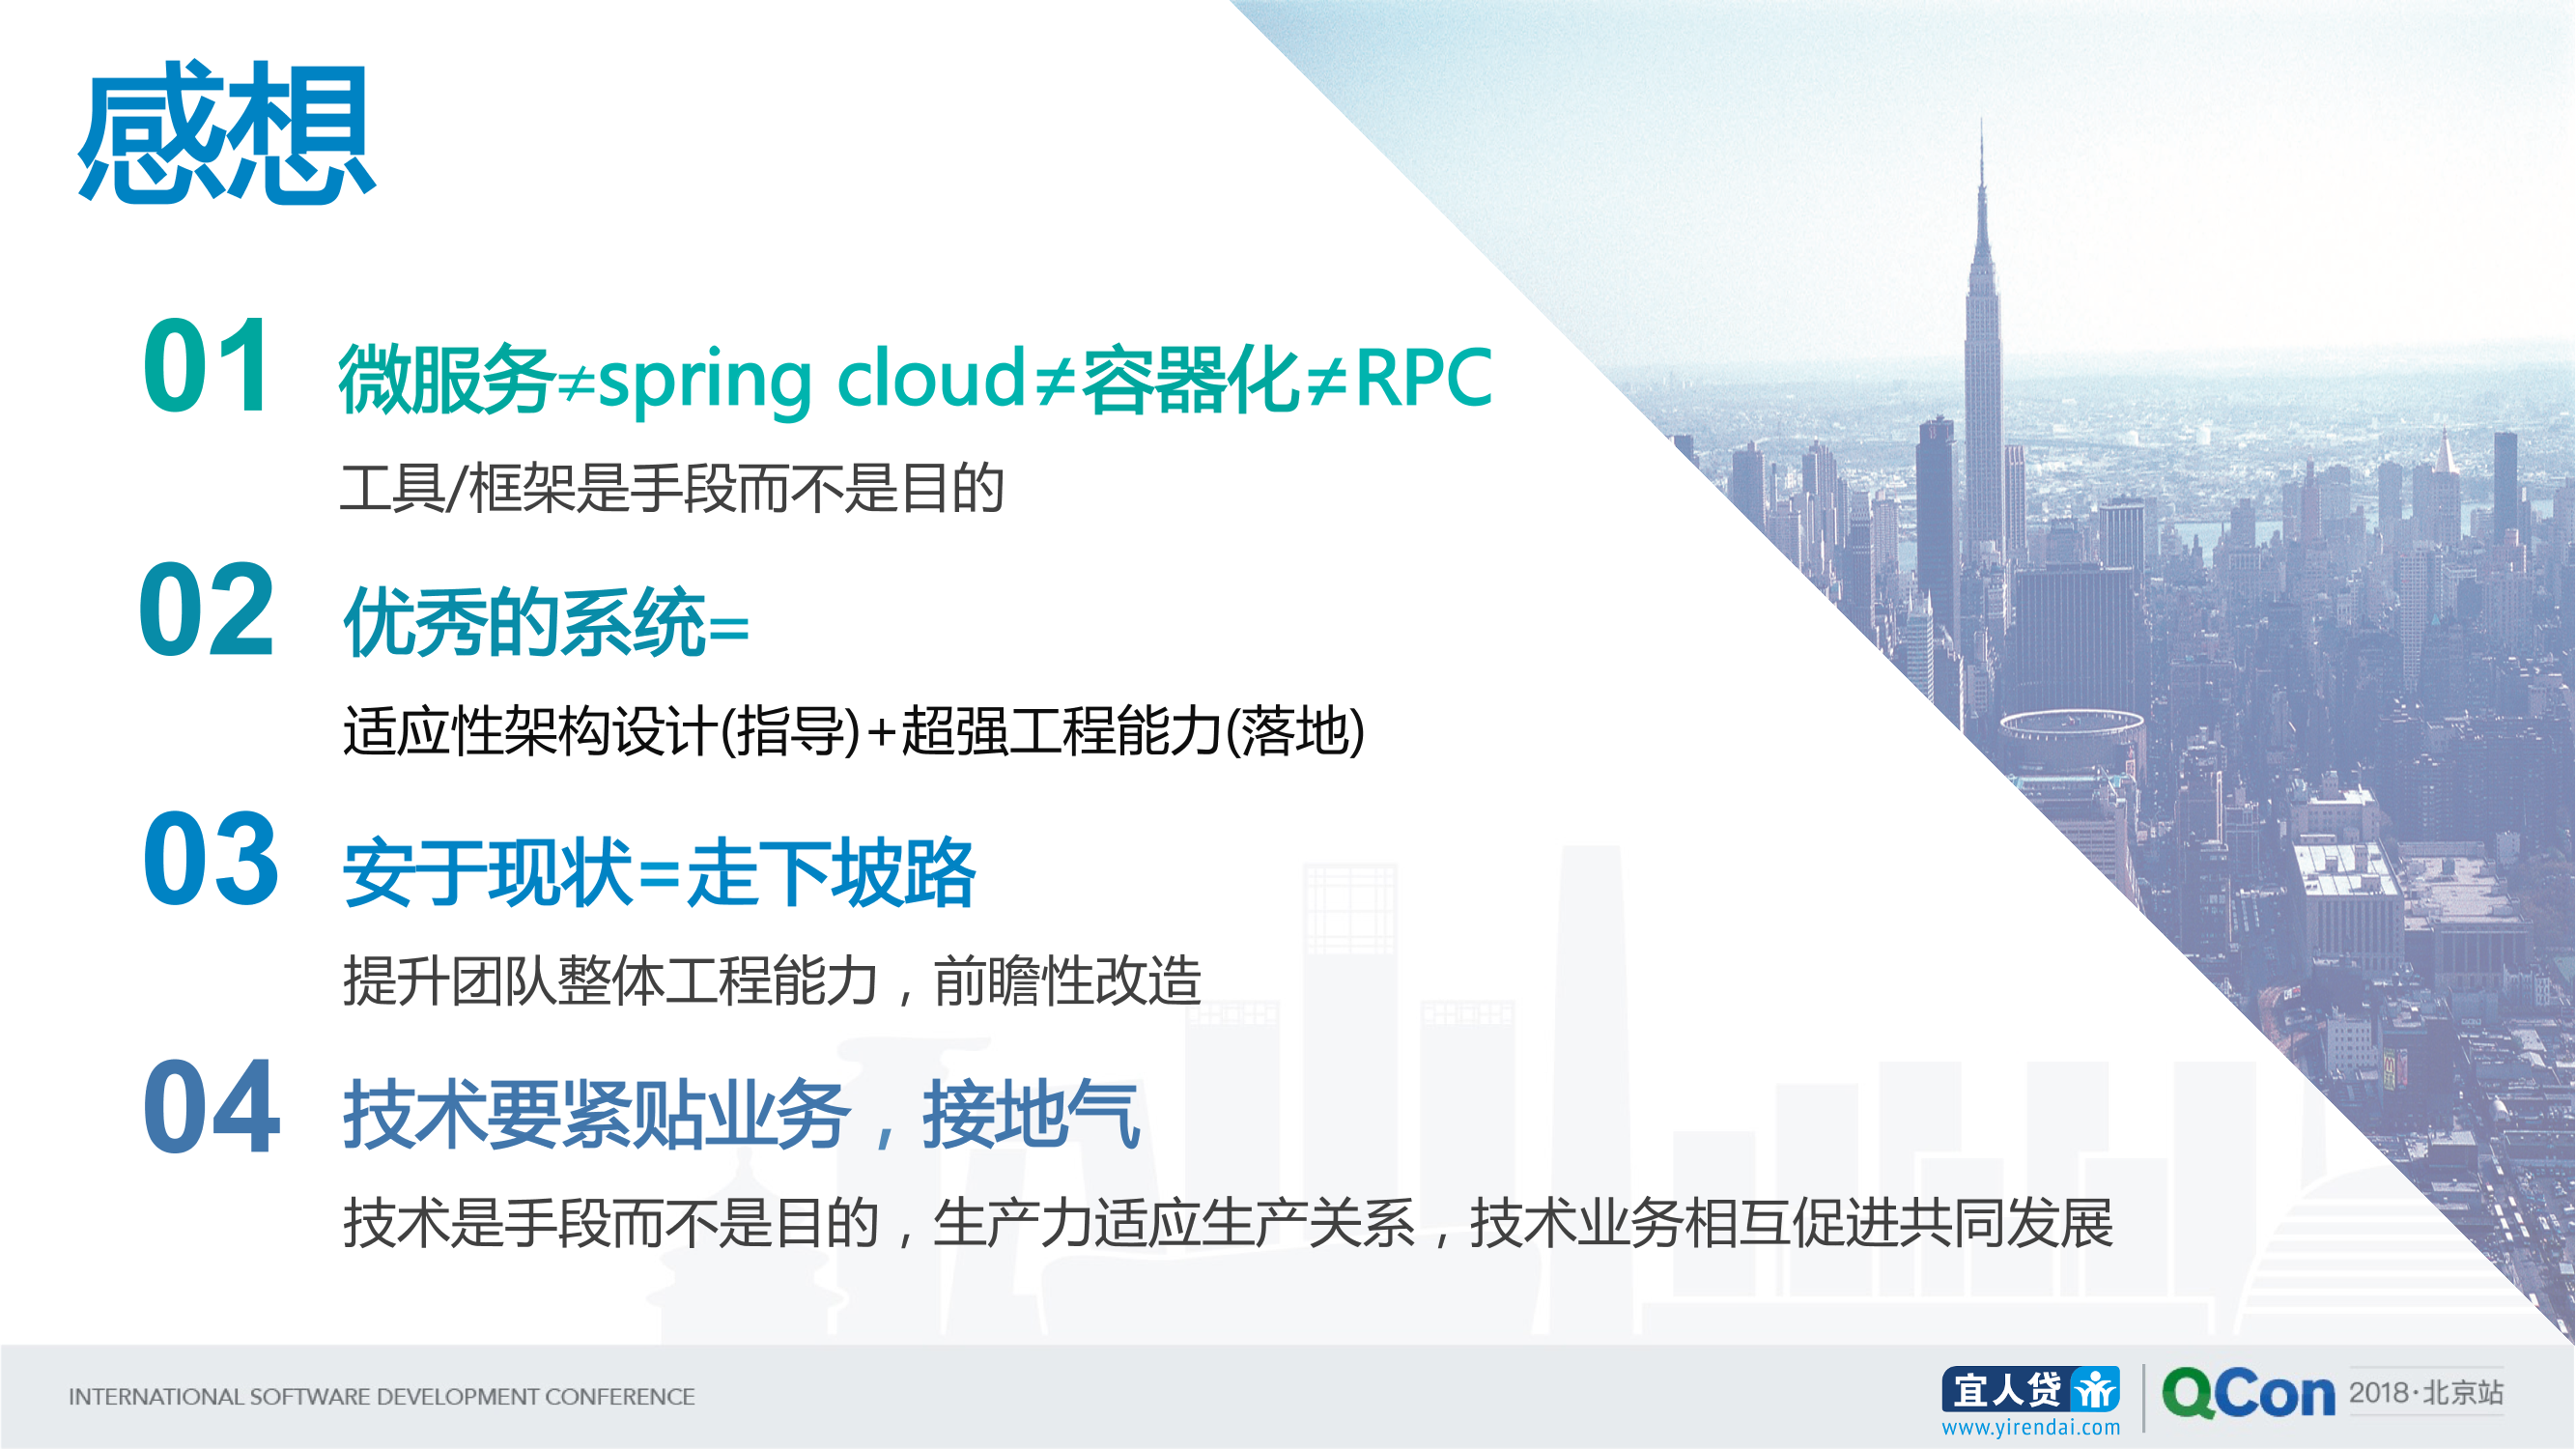 感想
01
微服务≠spring cloud≠容器化≠RPC
工具/框架是手段而不是目的
02
优秀的系统=
适应性架构设计(指导)+超强工程能力(落地)
03
安于现状=走下坡路
提升团队整体工程能力，前瞻性改造
04
技术要紧贴业务，接地气
技术是手段而不是目的，生产力适应生产关系，技术业务相互促进共同发展
INTERNATIONAL SOFTWARE DEVELOPMENT CONFERENCE
宜人贷
www.yirendai.com
QCon
2018·北京站